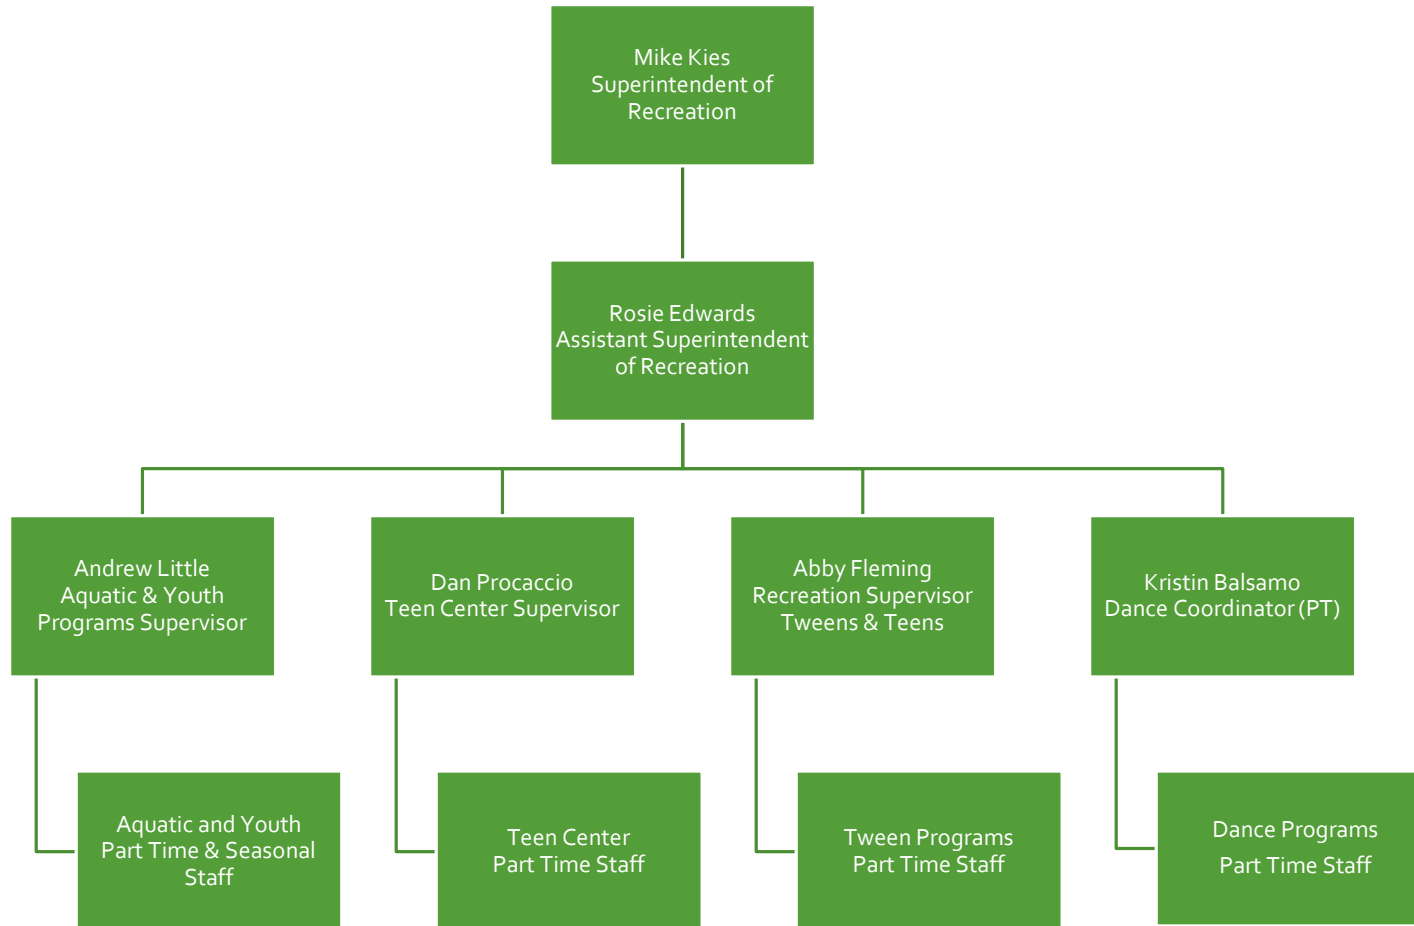 Mike Kies
Superintendent of
Recreation
Rosie Edwards
Assistant Superintendent
of Recreation
Andrew Little
Aquatic & Youth
Programs Supervisor
Dan Procaccio
Teen Center Supervisor
Abby Fleming
Recreation Supervisor
Tweens & Teens
Kristin Balsamo
Dance Coordinator (PT)
Aquatic and Youth
Part Time & Seasonal
Staff
Teen Center
Part Time Staff
Tween Programs
Part Time Staff
Dance Programs
Part Time Staff